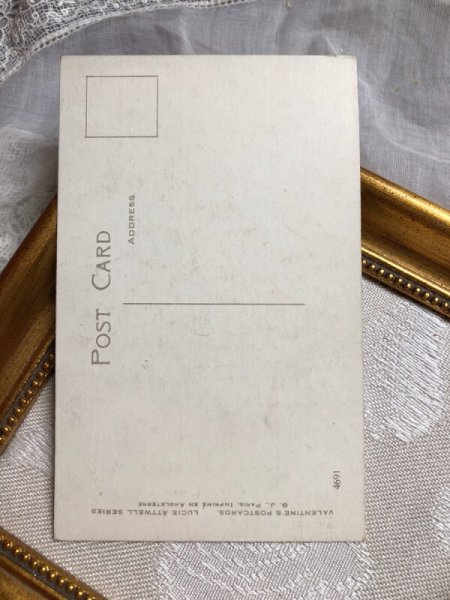 POST CARD
ADDRESS
4691
VALENTINE'S POSTCARDS. LUCIE ATTWELL SERIES
G. J., PARIS. IMPRIMÉ EN ANGLETERRE